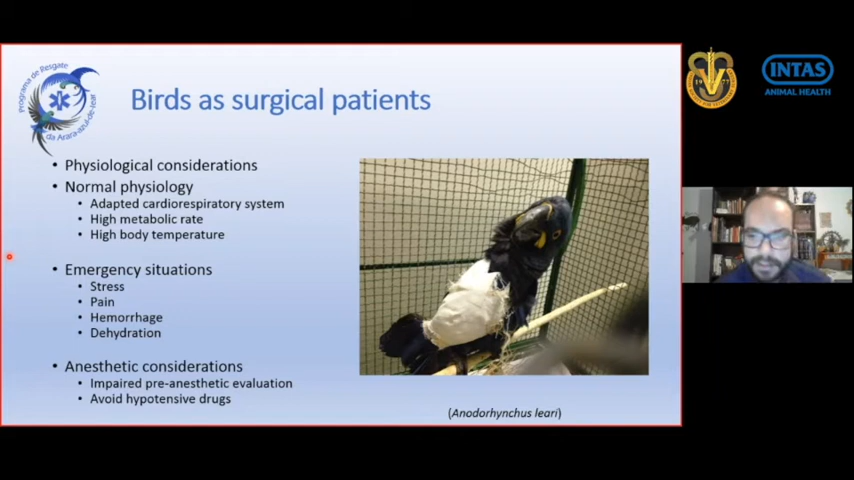 Programa de Resgate
da Arara-azul-de-lear
Birds as surgical patients
• Physiological considerations
• Normal physiology
• Adapted cardiorespiratory system
• High metabolic rate
• High body temperature
• Emergency situations
• Stress
• Pain
• Hemorrhage
• Dehydration
• Anesthetic considerations
• Impaired pre-anesthetic evaluation
• Avoid hypotensive drugs
(Anodorhynchus leari)
INTAS
ANIMAL HEALTH